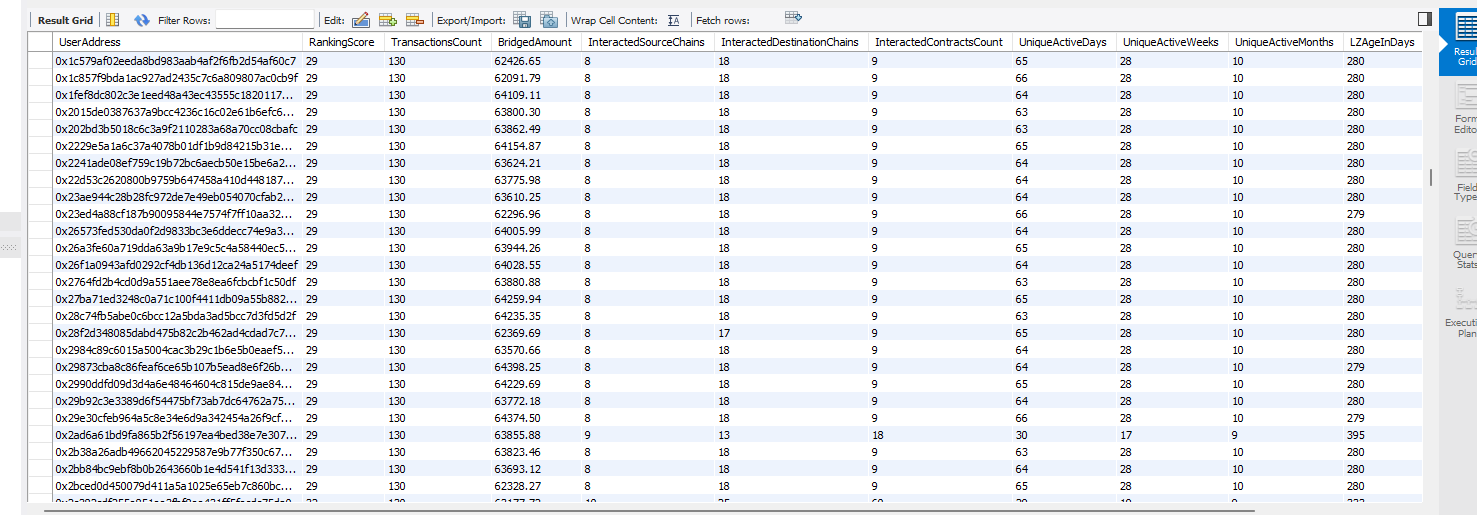 Result Grid Filter Rows: Edit: Export/Import: Wrap Cell Content: IA Fetch rows:
UserAddress RankingScore TransactionsCount BridgedAmount InteractedSourceChains InteractedDestinationChains InteractedContractsCount UniqueActiveDays UniqueActiveWeeks UniqueActiveMonths LZAgeInDays
0x1c579af02eeda8bd983aab4af2f6fb2d54af60c7 29 130 62426.65 8 18 9 65 28 10 280
0x1c857f9bda1ac927ad2435c7c6a809807ac0cb9f 29 130 62091.79 8 18 9 66 28 10 280
0x1fef8dc802c3e1eed48a43ec43555c1820117... 29 130 64109.11 8 18 9 64 28 10 280
0x2015de0387637a9bcc4236c16c02e61b6efc6... 29 130 63800.30 8 18 9 63 28 10 280
0x202bd3b5018c6c3a9f2110283a68a70cc08cbafc 29 130 63862.49 8 18 9 63 28 10 280
0x2229e5a1a6c37a4078b01df1b9d84215b31e... 29 130 64154.87 8 18 9 65 28 10 280
0x2241ade08ef759c19b72bc6aecb50e15be6a2... 29 130 63624.21 8 18 9 64 28 10 280
0x22d53c2620800b9759b647458a410d448187... 29 130 63775.98 8 18 9 64 28 10 280
0x23ae944c28b28fc972de7e49eb054070cfab2... 29 130 63610.25 8 18 9 64 28 10 280
0x23ed4a88cf187b90095844e7574f7ff10aa32... 29 130 62296.96 8 18 9 66 28 10 279
0x26573fed530da0f2d9833bc3e6ddecc74e9a3... 29 130 64005.99 8 18 9 64 28 10 280
0x26a3fe60a719dda63a9b17e9c5c4a58440ec5... 29 130 63944.26 8 18 9 65 28 10 280
0x26f1a0943afd0292cf4db136d12ca24a5174deef 29 130 64028.55 8 18 9 64 28 10 280
0x2764fd2b4cd0d9a551aee78e8ea6fcbcbf1c50df 29 130 63880.88 8 18 9 63 28 10 280
0x27ba71ed3248c0a71c100f4411db09a55b882... 29 130 64259.94 8 18 9 65 28 10 280
0x28c74fb5abe0c6bcc12a5bda3ad5bcc7d3fd5d2f 29 130 64235.35 8 18 9 63 28 10 280
0x28f2d348085dabd475b82c2b462ad4cdad7c7... 29 130 62369.69 8 17 9 65 28 10 280
0x2984c89c6015a5004cac3b29c1b6e5b0eaef5... 29 130 63570.66 8 18 9 64 28 10 280
0x29873cba8c86feaf6ce65b107b5ead8e6f26b... 29 130 64398.25 8 18 9 64 28 10 279
0x2990ddfd09d3d4a6e48464604c815de9ae84... 29 130 64229.69 8 18 9 65 28 10 280
0x29b92c3e3389d6f54475bf73ab7dc64762a75... 29 130 63772.18 8 18 9 64 28 10 280
0x29e30cfeb964a5c8e34e6d9a342454a26f9cf... 29 130 64374.50 8 18 9 66 28 10 279
0x2ad6a61bd9fa865b2f56197ea4bed38e7e307... 29 130 63855.88 9 13 18 30 17 9 395
0x2b38a26adb49662045229587e9b77f350c67... 29 130 63823.46 8 18 9 63 28 10 280
0x2bb84bc9ebf8b0b2643660b1e4d541f13d333... 29 130 63693.12 8 18 9 64 28 10 280
0x2bced0d450079d411a5a1025e65eb7c860bc... 29 130 62328.27 8 18 9 65 28 10 280
Resul
Grid
Form
Edito
Field
Type
Quer
Stats
Executi
Plan